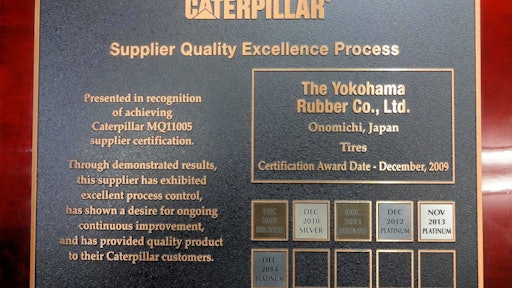 CATERPILLAR®
Supplier Quality Excellence Process
Presented in recognition
of achieving
Caterpillar MQ11005
supplier certification.
Through demonstrated results,
this supplier has exhibited
excellent process control,
has shown a desire for ongoing
continuous improvement,
and has provided quality product
to their Caterpillar customers.
The Yokohama
Rubber Co., Ltd.
Onomichi, Japan
Tires
Certification Award Date - December, 2009
DEC
2010
SILVER
DEC
2012
PLATINUM
NOV
2013
PLATINUM
DEC
2014
PLATINUM